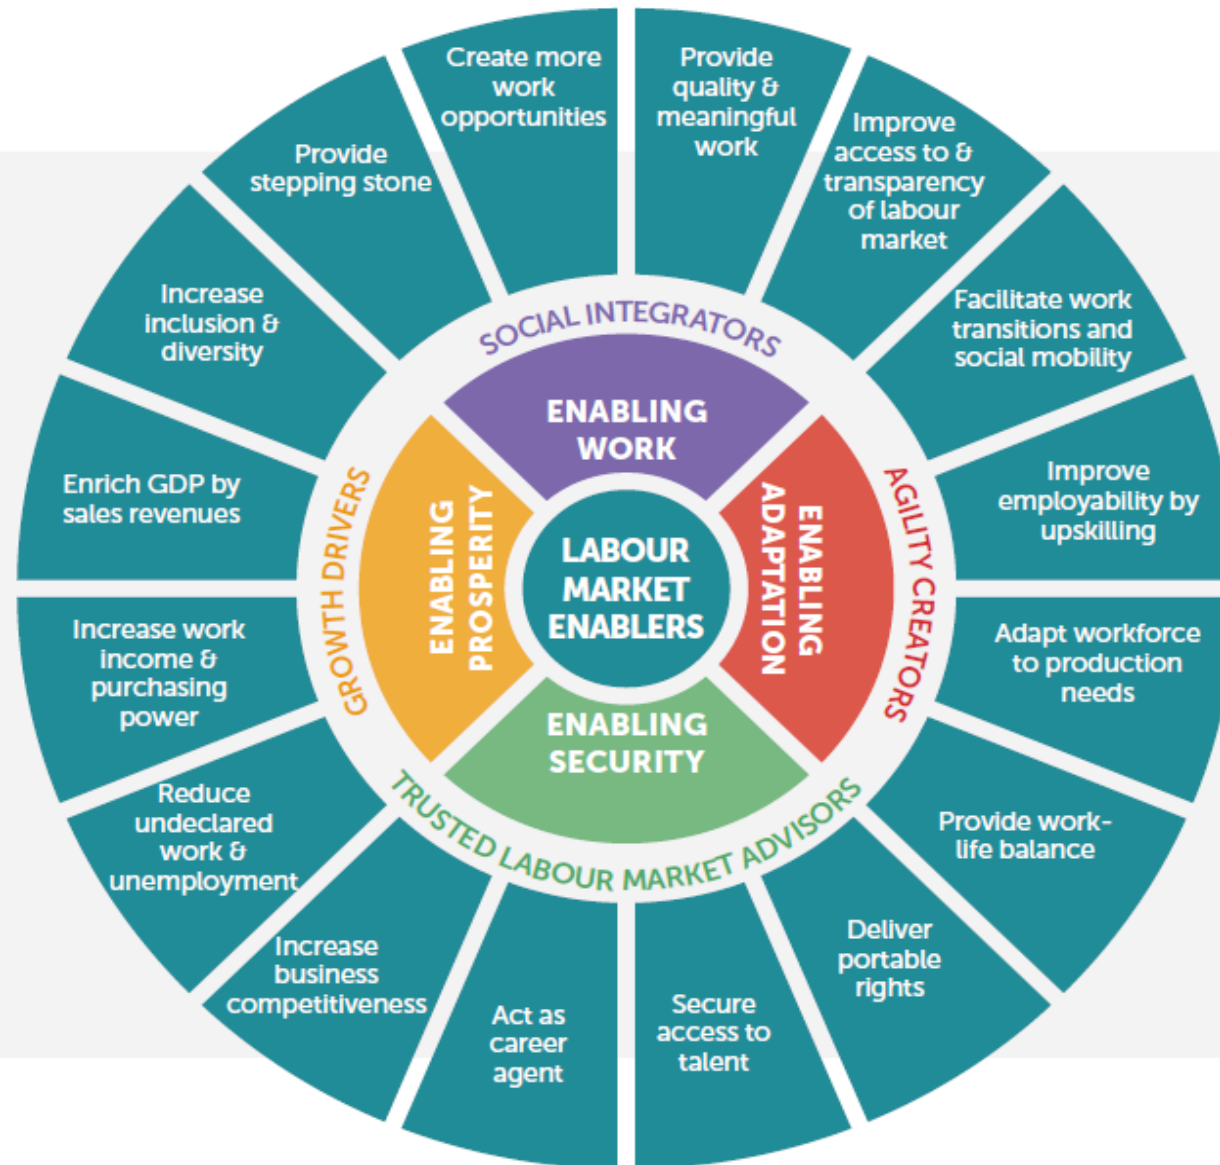 Create more
work
opportunities
Provide
quality &
meaningful
work
Improve
access to &
transparency
of labour
market
Facilitate work
transitions and
social mobility
Improve
employability by
upskilling
Adapt workforce
to production
needs
Provide work-
life balance
Deliver
portable
rights
Secure
access to
talent
Act as
career
agent
Increase
business
competitiveness
Reduce
undeclared
work &
unemployment
Increase work
income &
purchasing
power
Enrich GDP by
sales revenues
Increase
inclusion &
diversity
Provide
stepping stone
SOCIAL INTEGRATORS
AGILITY CREATORS
TRUSTED LABOUR MARKET ADVISORS
GROWTH DRIVERS
ENABLING
WORK
ENABLING
ADAPTATION
ENABLING
SECURITY
ENABLING
PROSPERITY
LABOUR
MARKET
ENABLERS